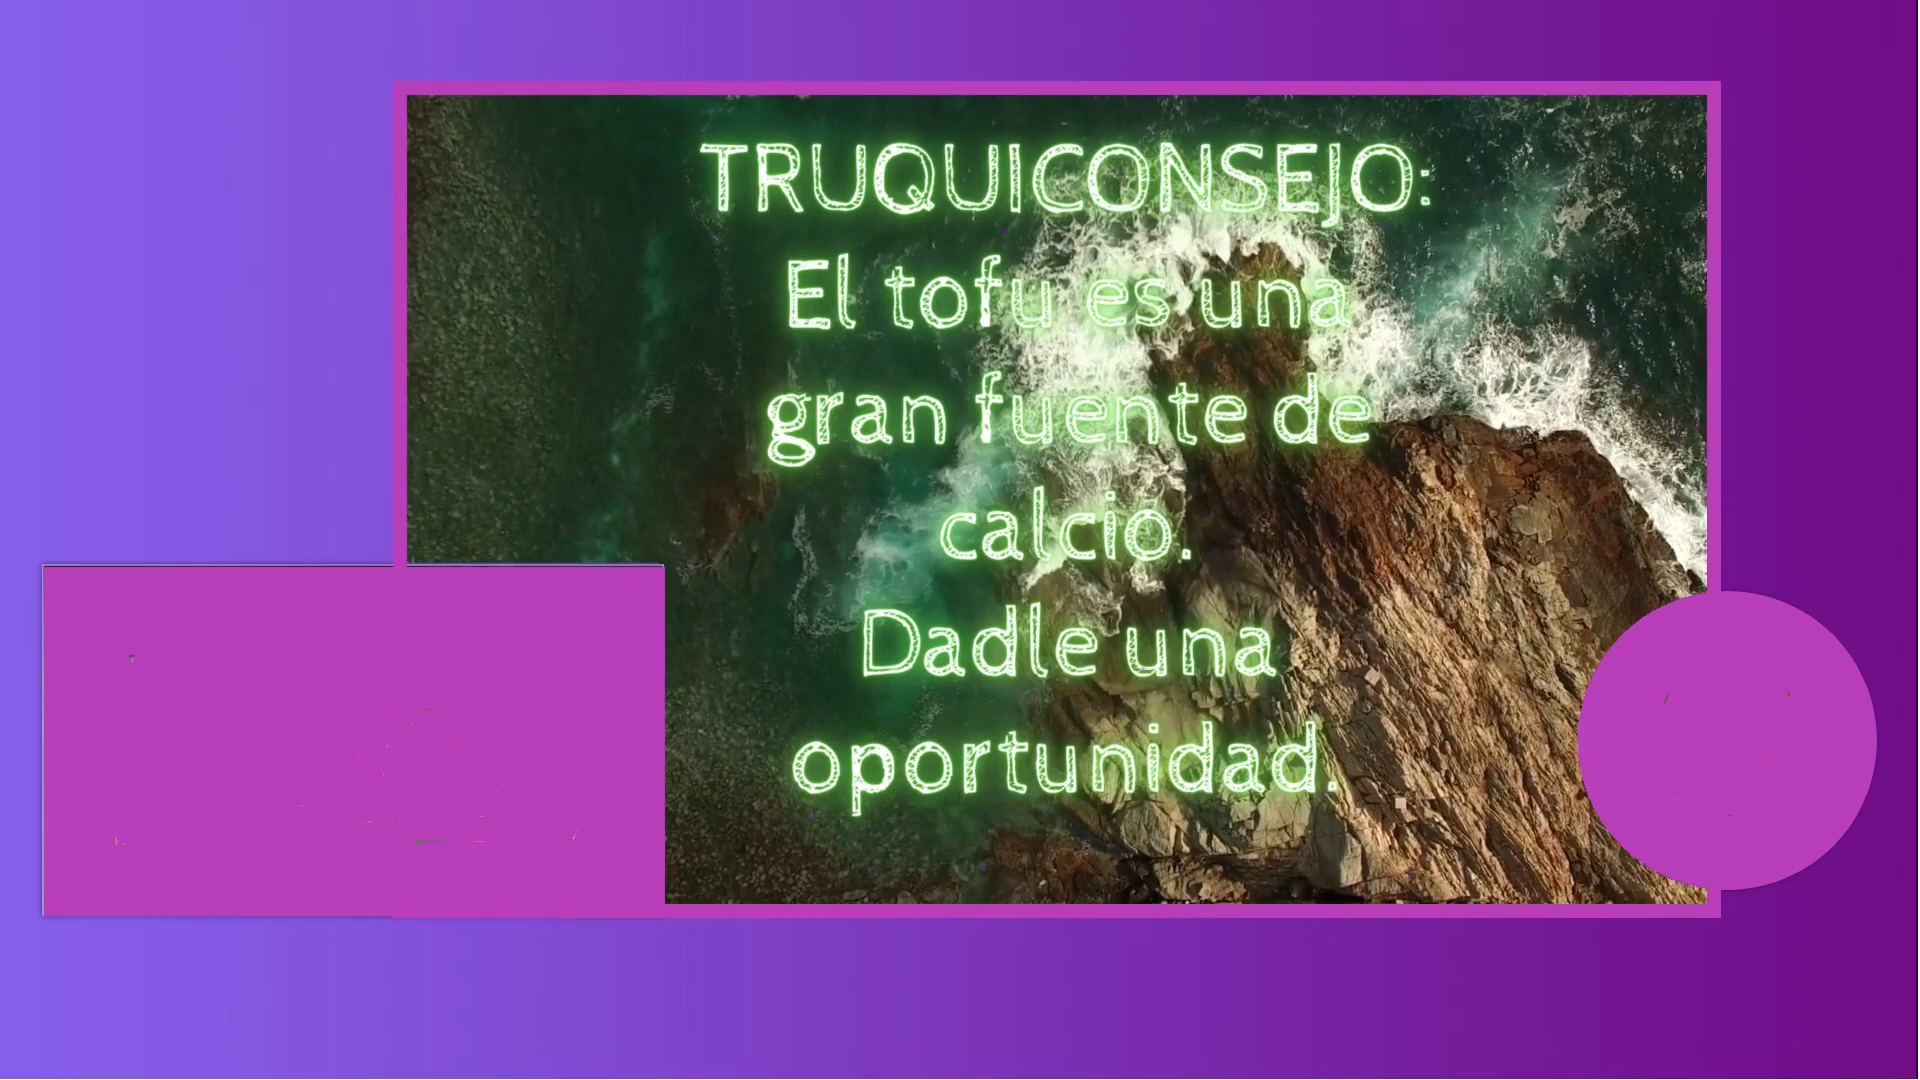 TRUQUICONSEJO:
El tofu es una
gran fuente de
calcio.
Dadle una
oportunidad.